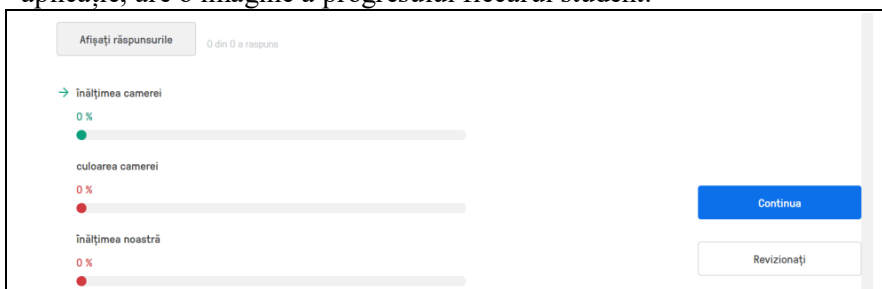 aplicație, are o imagine a progresului fiecărui student.
Afișați răspunsurile
0 din 0 a raspuns
→ înălțimea camerei
0 %
culoarea camerei
0 %
Continua
înălțimea noastră
0 %
Revizionați